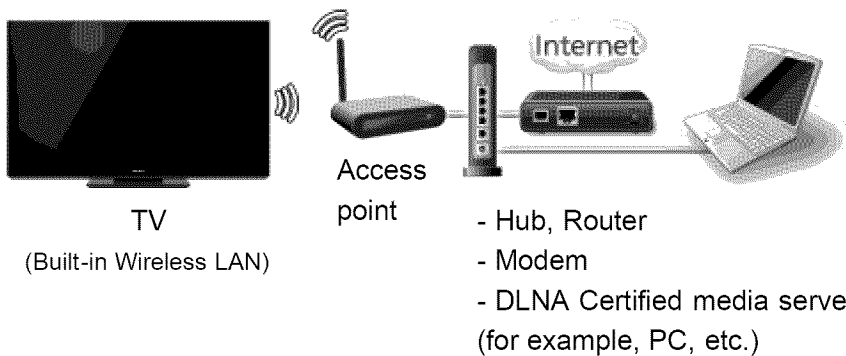 Internet
Access
point
TV
(Built-in Wireless LAN)
- Hub, Router
- Modem
- DLNA Certified media serve
(for example, PC, etc.)